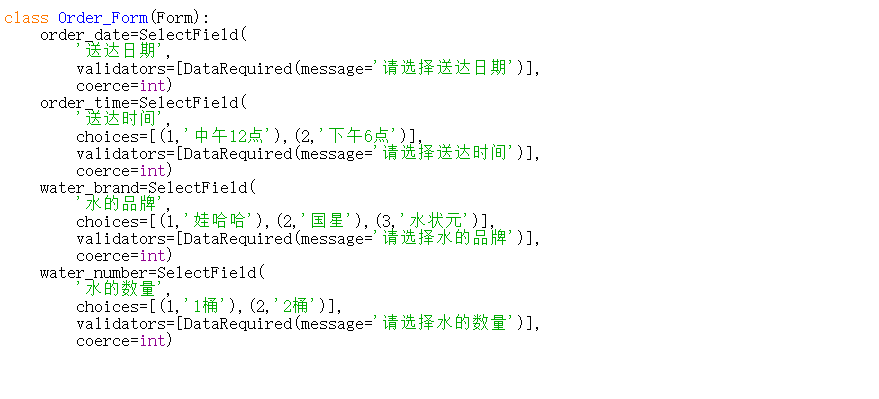 class Order_Form(Form):
    order_date=SelectField(
        '送达日期',
        validators=[DataRequired(message='请选择送达日期')],
        coerce=int)
    order_time=SelectField(
        '送达时间',
        choices=[(1,'中午12点'),(2,'下午6点')],
        validators=[DataRequired(message='请选择送达时间')],
        coerce=int)
    water_brand=SelectField(
        '水的品牌',
        choices=[(1,'娃哈哈'),(2,'国星'),(3,'水状元')],
        validators=[DataRequired(message='请选择水的品牌')],
        coerce=int)
    water_number=SelectField(
        '水的数量',
        choices=[(1,'1桶'),(2,'2桶')],
        validators=[DataRequired(message='请选择水的数量')],
        coerce=int)